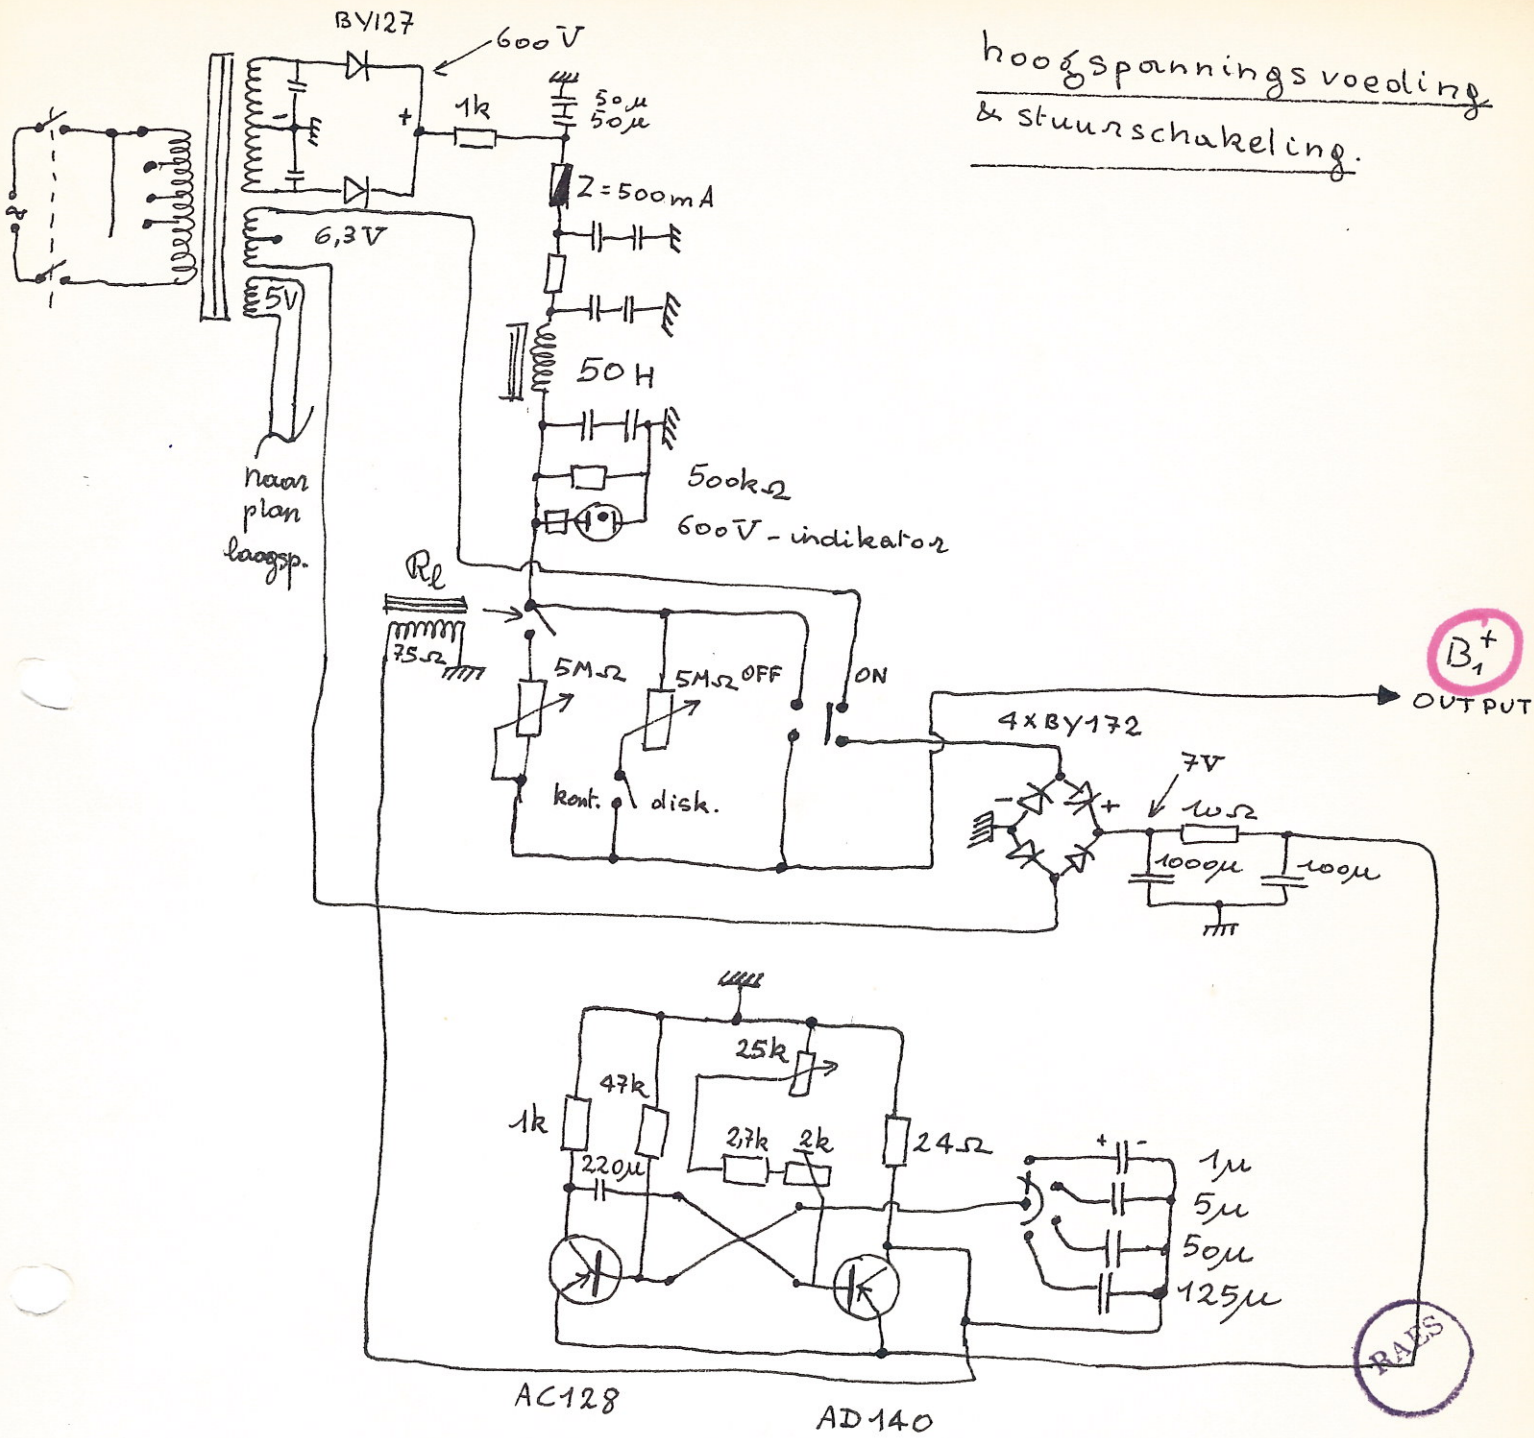 BY127
600V
hoogspanningsvoeding
& stuurschakeling.
50µ
50µ
1k
+
-
Z=500mA
≈
6,3V
5V
50H
500kΩ
naar
plan
laagsp.
600V-indikator
Rl
75Ω
5MΩ
5MΩ
OFF
ON
B₁⁺
OUTPUT
4xBY172
7V
kont.
disk.
-
+
10Ω
1000µ
100µ
25k
47k
1k
2,7k
2k
24Ω
220µ
+
-
1µ
5µ
50µ
125µ
RAES
AC128
AD140